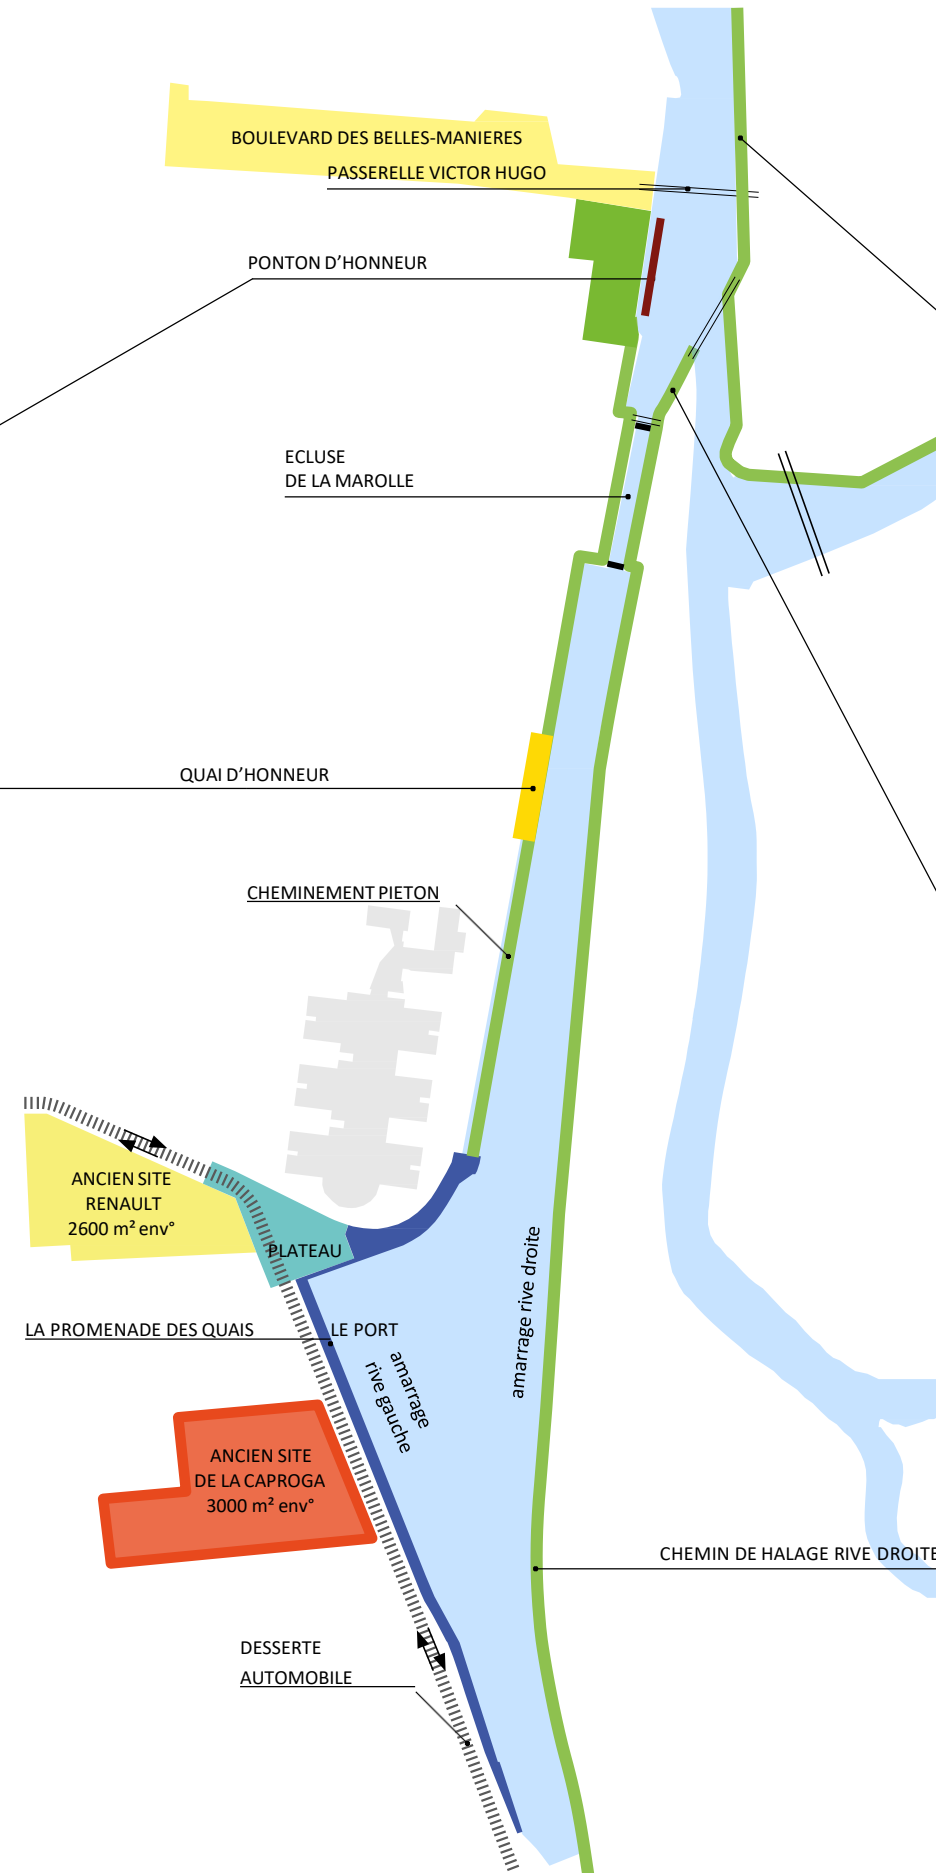 BOULEVARD DES BELLES-MANIERES
PASSERELLE VICTOR HUGO
PONTON D'HONNEUR
ECLUSE
DE LA MAROLLE
QUAI D'HONNEUR
CHEMINEMENT PIETON
ANCIEN SITE
RENAULT
2600 m² env°
PLATEAU
LA PROMENADE DES QUAIS
LE PORT
amarrage
rive gauche
amarrage rive droite
ANCIEN SITE
DE LA CAPROGA
3000 m² env°
CHEMIN DE HALAGE RIVE DROITE
DESSERTE
AUTOMOBILE